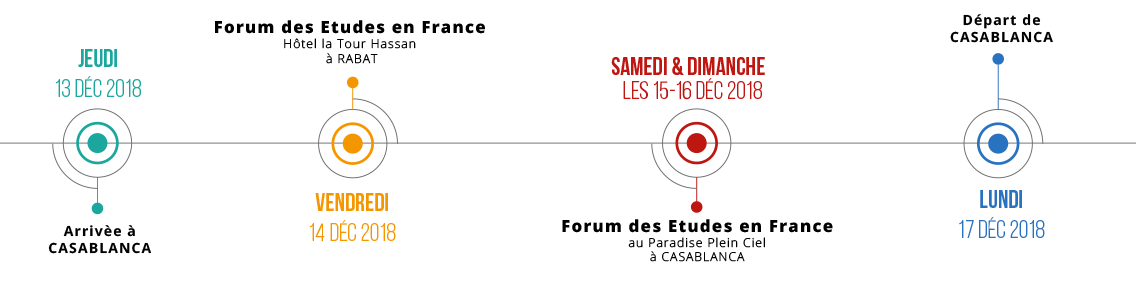 JEUDI
13 DÉC 2018
Arrivèe à
CASABLANCA
Forum des Etudes en France
Hôtel la Tour Hassan
à RABAT
VENDREDI
14 DÉC 2018
SAMEDI & DIMANCHE
LES 15-16 DÉC 2018
Forum des Etudes en France
au Paradise Plein Ciel
à CASABLANCA
Départ de
CASABLANCA
LUNDI
17 DÉC 2018